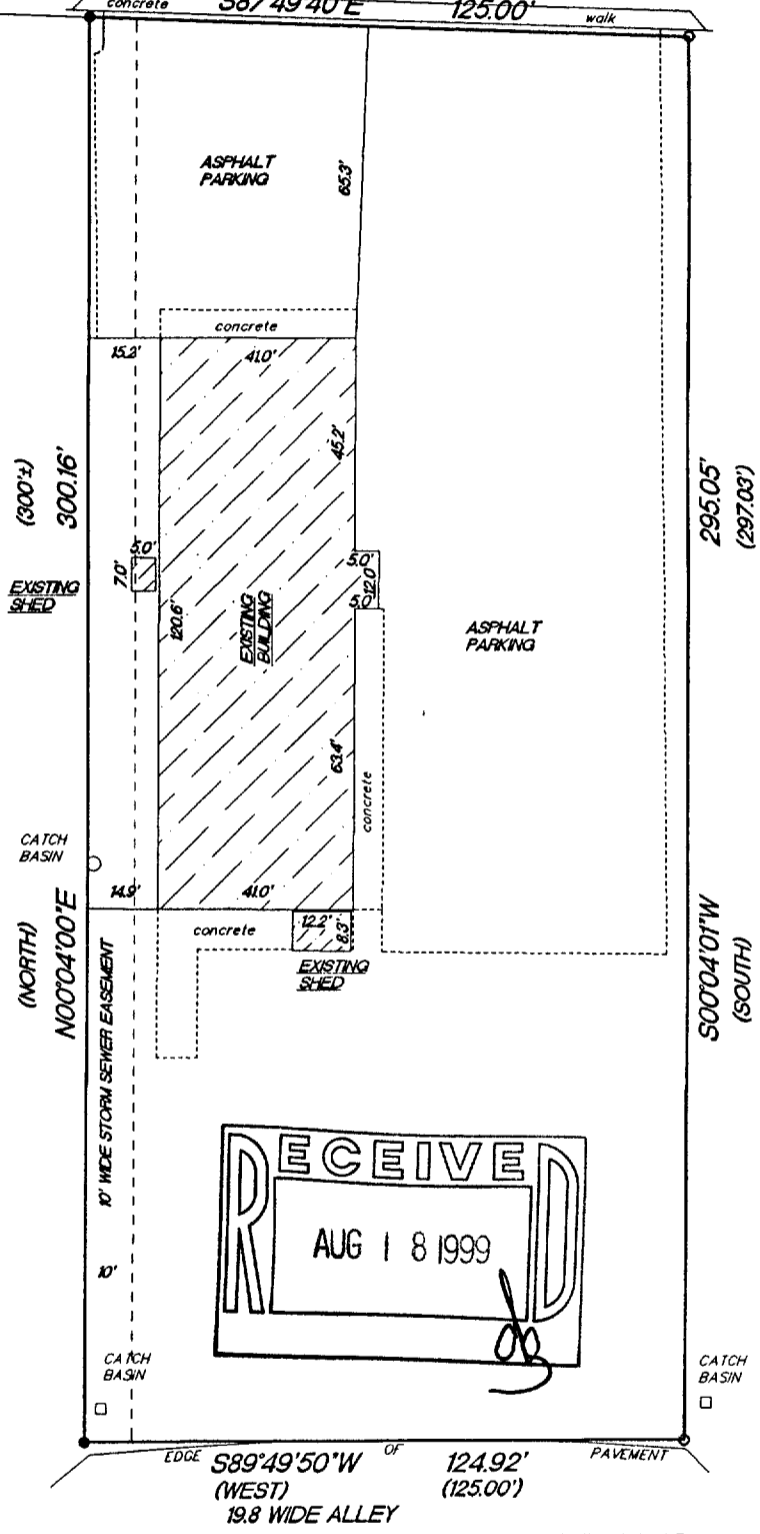 concrete S87°49'40"E 125.00' walk
ASPHALT
PARKING
65.3'
concrete
15.2'
41.0'
45.2'
(300'±)
300.16'
295.05'
(297.03')
5.0'
7.0'
EXISTING
SHED
120.6'
EXISTING
BUILDING
5.0'
12.0'
5.0'
ASPHALT
PARKING
63.4'
concrete
CATCH
BASIN
14.9'
41.0'
(NORTH)
N00°04'00"E
S00°04'01"W
(SOUTH)
concrete
12.2'
8.3'
EXISTING
SHED
10' WIDE STORM SEWER EASEMENT
RECEIVED
AUG 18 1999
10'
CATCH
BASIN
CATCH
BASIN
EDGE OF PAVEMENT
S89°49'50"W 124.92'
(WEST) (125.00')
19.8 WIDE ALLEY